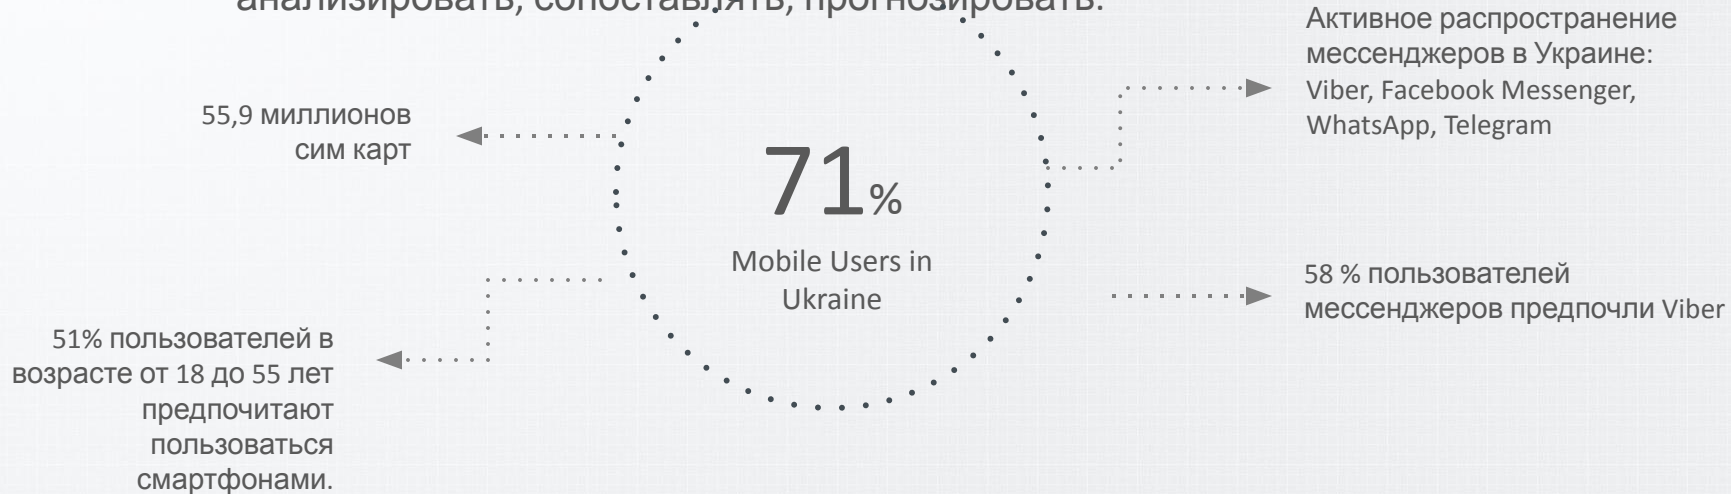 анализировать, сопоставлять, прогнозировать.
Активное распространение
мессенджеров в Украине:
Viber, Facebook Messenger,
WhatsApp, Telegram
55,9 миллионов
сим карт
71%
Mobile Users in
Ukraine
58 % пользователей
мессенджеров предпочли Viber
51% пользователей в
возрасте от 18 до 55 лет
предпочитают
пользоваться
смартфонами.